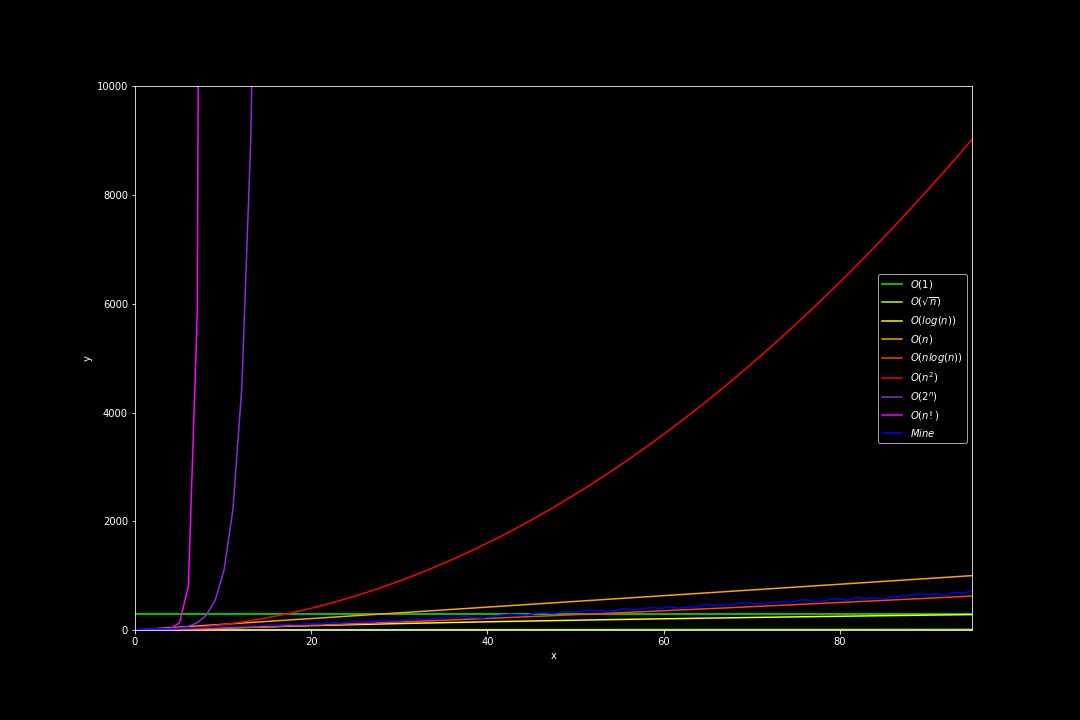 10000
8000
6000
4000
2000
0
y
0 20 40 60 80
x
O(1)
O(√n)
O(log(n))
O(n)
O(nlog(n))
O(n²)
O(2ⁿ)
O(n!)
Mine